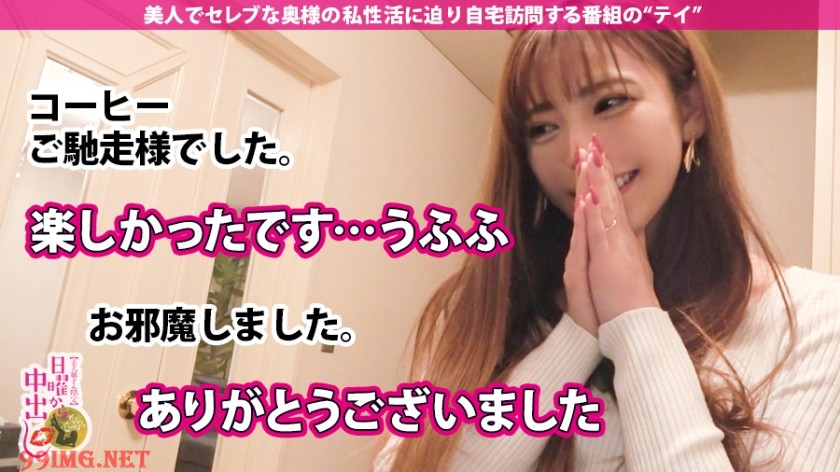 美人でセレブな奥様の私性活に迫り自宅訪問する番組の“テイ”
コーヒー
ご馳走様でした。
楽しかったです…うふふ
お邪魔しました。
ありがとうございました
日曜から
中出し
99IMG.NET